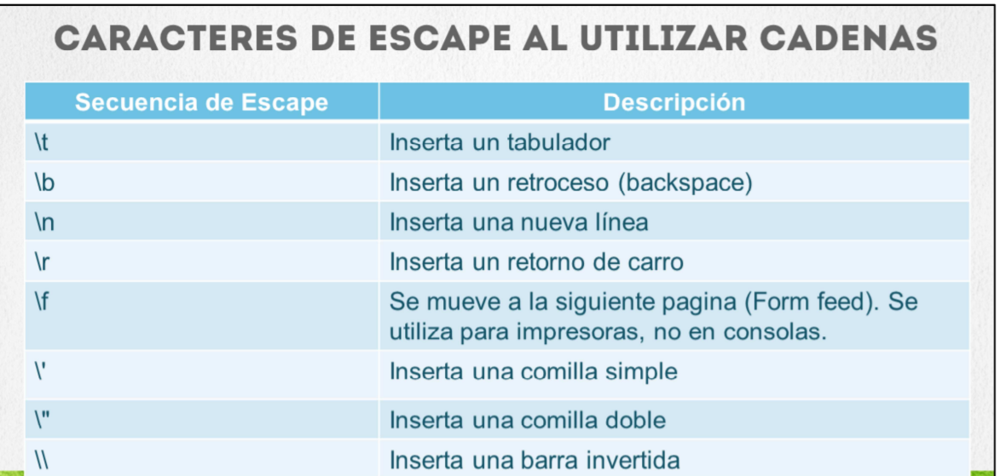 CARACTERES DE ESCAPE AL UTILIZAR CADENAS
Secuencia de Escape Descripción
\t Inserta un tabulador
\b Inserta un retroceso (backspace)
\n Inserta una nueva línea
\r Inserta un retorno de carro
\f Se mueve a la siguiente pagina (Form feed). Se
utiliza para impresoras, no en consolas.
\' Inserta una comilla simple
\" Inserta una comilla doble
\\ Inserta una barra invertida